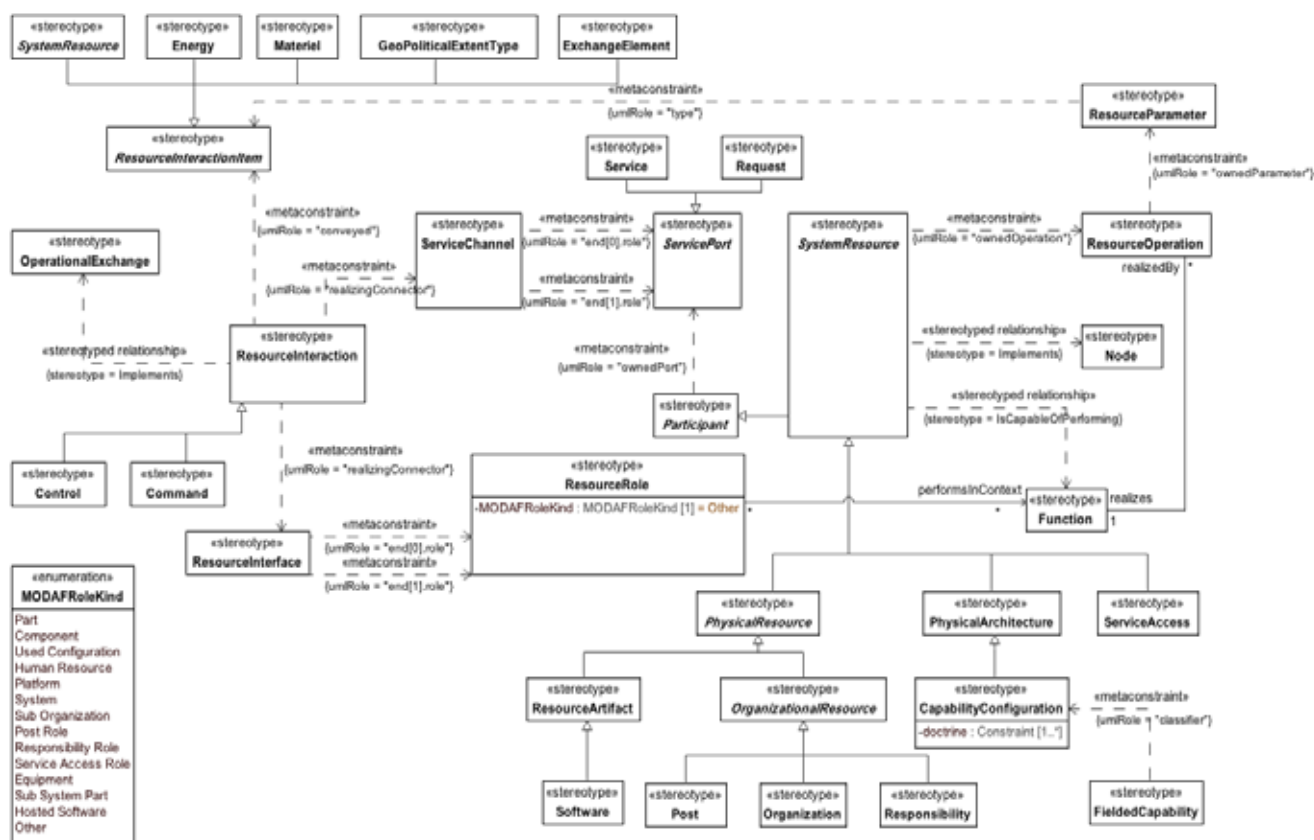 «stereotype»
SystemResource
«stereotype»
Energy
«stereotype»
Materiel
«stereotype»
GeoPoliticalExtentType
«stereotype»
ExchangeElement
«metaconstraint»
{umlRole = "type"}
«stereotype»
ResourceParameter
«stereotype»
ResourceInteractionItem
«stereotype»
Service
«stereotype»
Request
«metaconstraint»
{umlRole = "ownedParameter"}
«metaconstraint»
{umlRole = "conveyed"}
«stereotype»
OperationalExchange
«metaconstraint»
{umlRole = "realizingConnector"}
«stereotype»
ServiceChannel
«metaconstraint»
{umlRole = "end[0].role"}
«metaconstraint»
{umlRole = "end[1].role"}
«stereotype»
ServicePort
«stereotype»
SystemResource
«metaconstraint»
{umlRole = "ownedOperation"}
«stereotype»
ResourceOperation
realizedBy
*
«stereotype»
ResourceInteraction
«stereotyped relationship»
{stereotype = Implements}
«metaconstraint»
{umlRole = "ownedPort"}
«stereotyped relationship»
{stereotype = Implements}
«stereotype»
Node
«stereotype»
Participant
«stereotyped relationship»
{stereotype = IsCapableOfPerforming}
«stereotype»
Control
«stereotype»
Command
«metaconstraint»
{umlRole = "realizingConnector"}
«stereotype»
ResourceRole
-MODAFRoleKind : MODAFRoleKind [1] = Other
*
performsInContext
*
«stereotype»
Function
realizes
1
«stereotype»
ResourceInterface
«metaconstraint»
{umlRole = "end[0].role"}
«metaconstraint»
{umlRole = "end[1].role"}
«enumeration»
MODAFRoleKind
Part
Component
Used Configuration
Human Resource
Platform
System
Sub Organization
Post Role
Responsibility Role
Service Access Role
Equipment
Sub System Part
Hosted Software
Other
«stereotype»
PhysicalResource
«stereotype»
PhysicalArchitecture
«stereotype»
ServiceAccess
«stereotype»
ResourceArtifact
«stereotype»
OrganizationalResource
«stereotype»
CapabilityConfiguration
-doctrine : Constraint [1..*]
«metaconstraint»
{umlRole = "classifier"}
«stereotype»
Software
«stereotype»
Post
«stereotype»
Organization
«stereotype»
Responsibility
«stereotype»
FieldedCapability